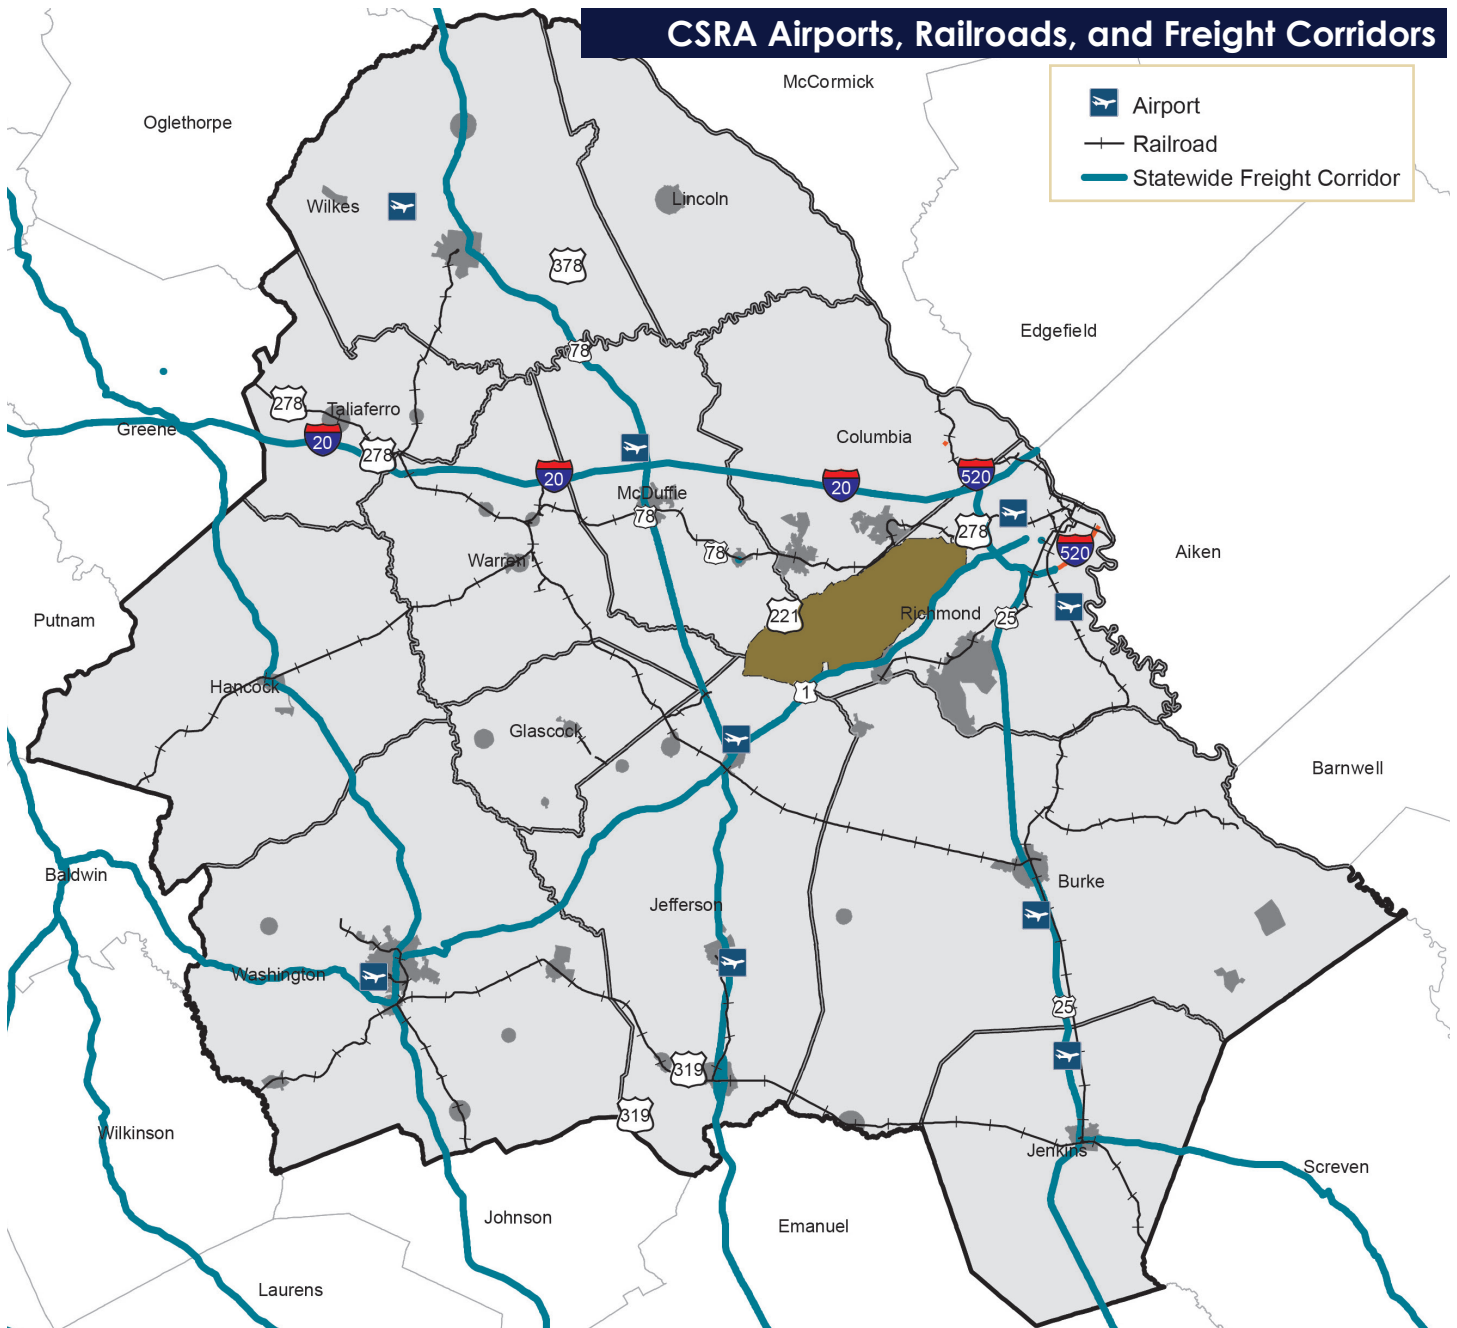 CSRA Airports, Railroads, and Freight Corridors
McCormick
Airport
Oglethorpe
Railroad
Statewide Freight Corridor
Wilkes
Lincoln
378
Edgefield
78
278
Taliaferro
Greene
20
Columbia
278
20
20
520
McDuffie
78
278
78
520
Aiken
Warren
Putnam
221
Richmond
25
Hancock
1
Glascock
Barnwell
Baldwin
Burke
Jefferson
Washington
25
319
319
Wilkinson
Jenkins
Screven
Johnson
Emanuel
Laurens